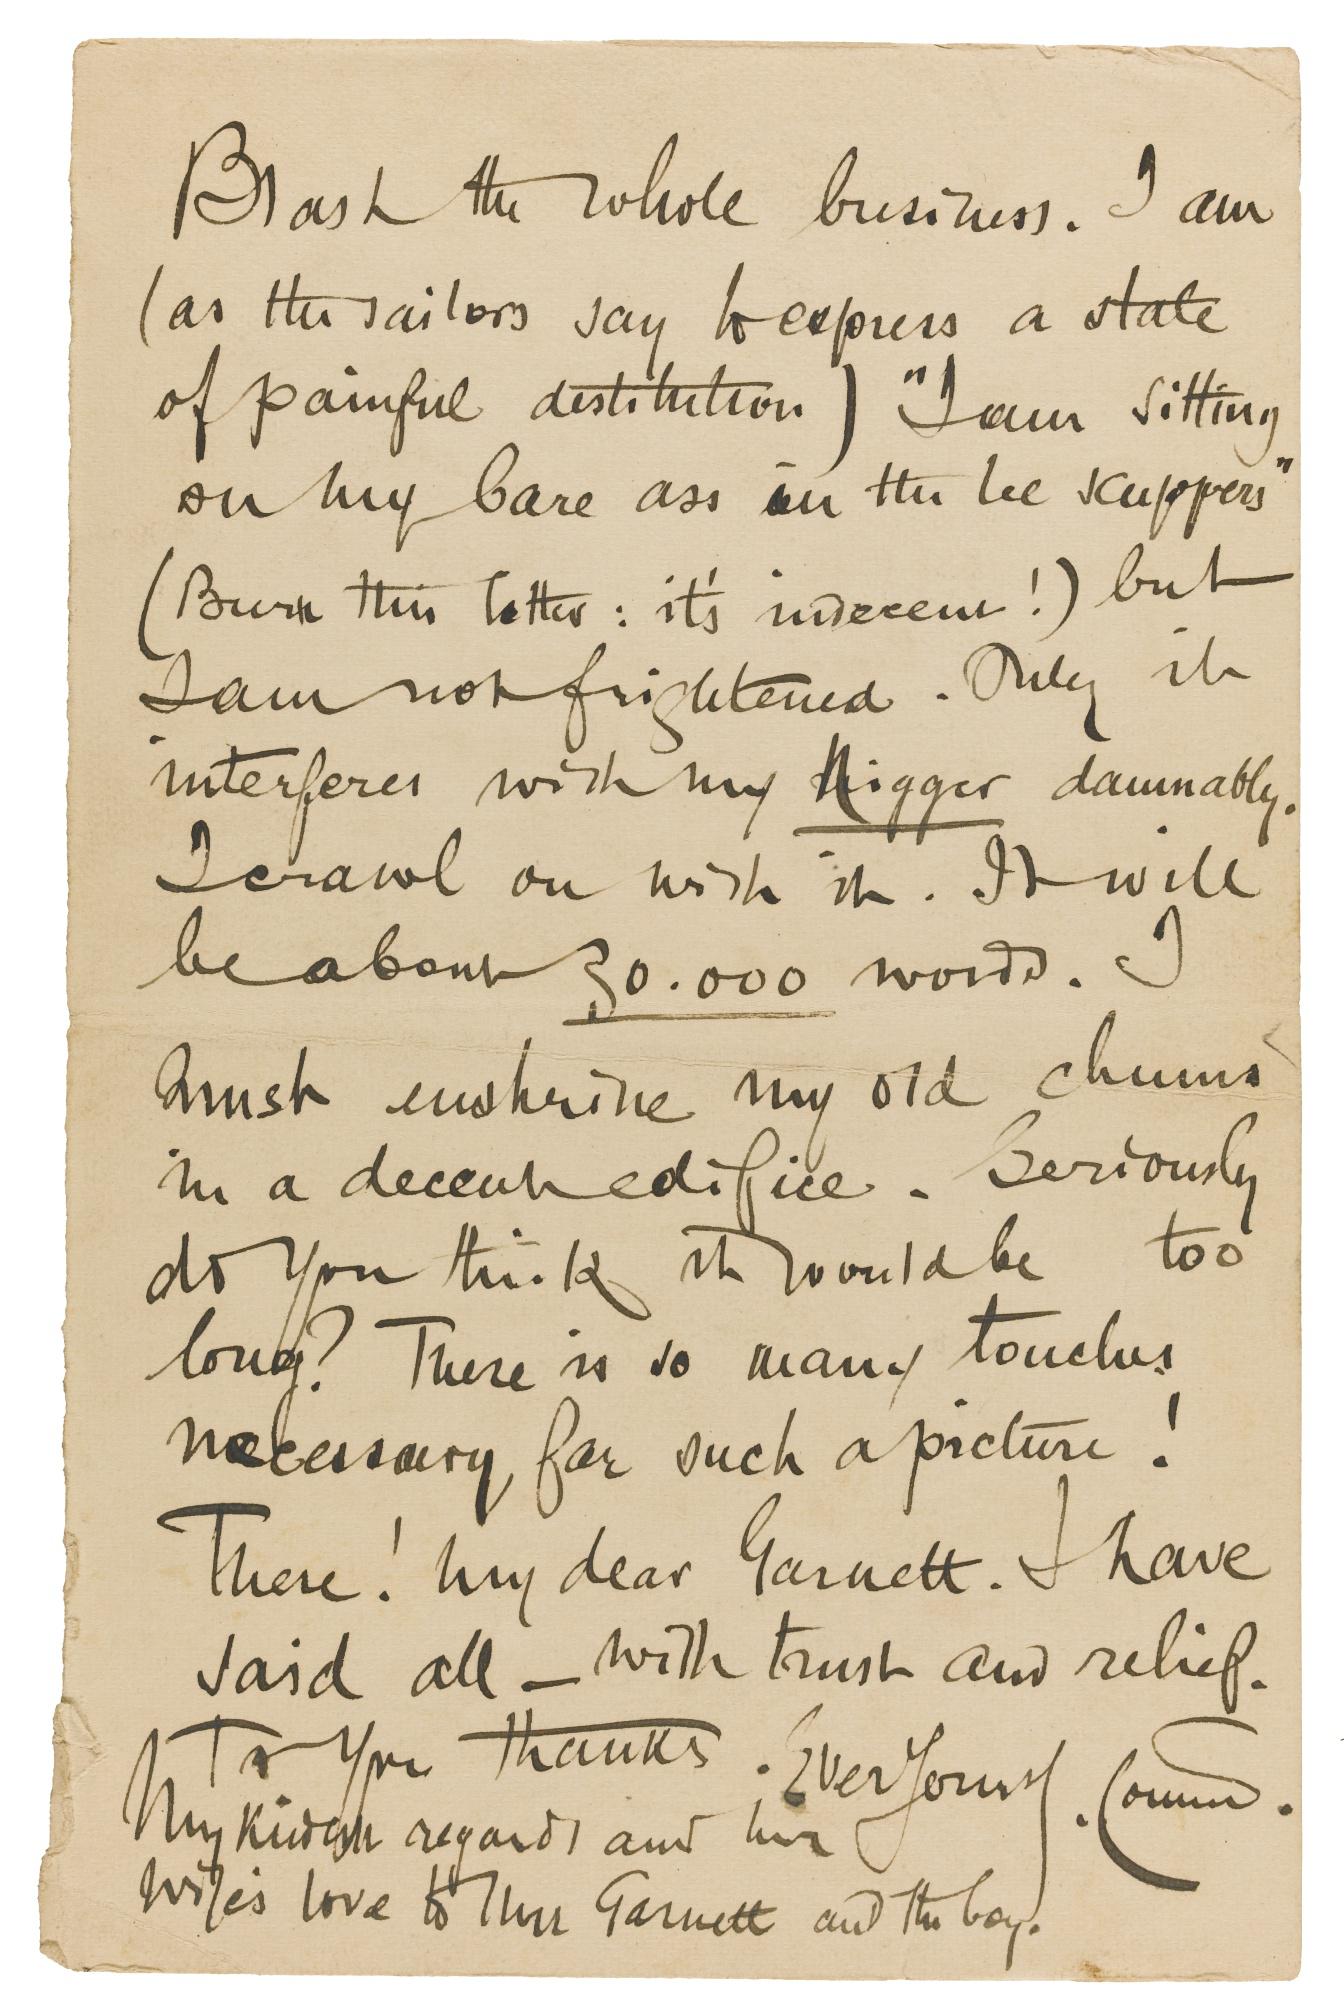 Blast the whole business. I am
(as the sailors say to express a state
of painful destitution) "I am sitting
on my bare ass in the lee scuppers"
(Burn this letter: it's indecent!) but
I am not frightened. Only it
interferes with my Nigger damnably.
I crawl on with it. It will
be about 30.000 words. I
must enshrine my old chums
in a decent edifice. Seriously
do you think it would be too
long? There is so many touches
necessary for such a picture!
There! my dear Garnett. I have
said all – with trust and relief.
To you thanks. Ever yours J. Conrad.
My kindest regards and
wife's love to Mrs Garnett and the boy.